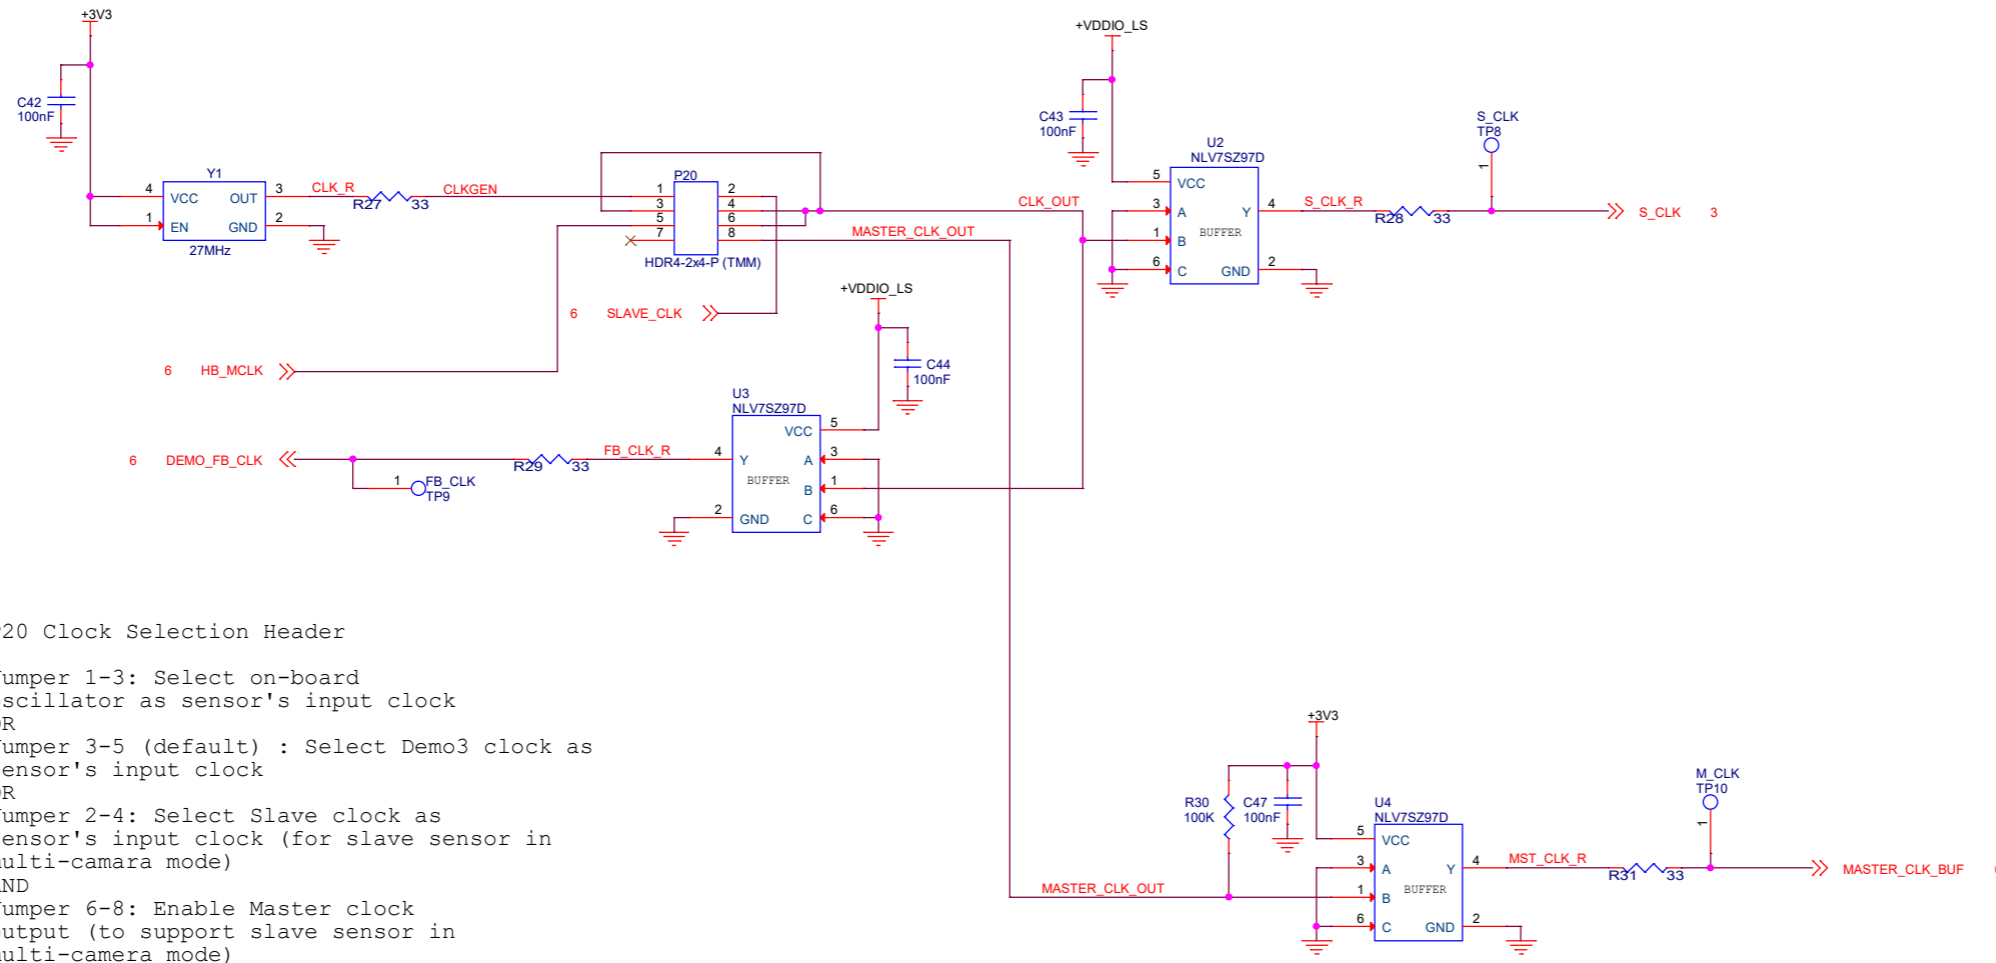 +3V3
C42
100nF
Y1
4
VCC
OUT
3
1
EN
GND
2
27MHz
CLK_R
R27
33
CLKGEN
P20
1
2
3
4
5
6
7
8
HDR4-2x4-P (TMM)
MASTER_CLK_OUT
CLK_OUT
6
SLAVE_CLK
6
HB_MCLK
+VDDIO_LS
C43
100nF
U2
NLV7SZ97D
5
VCC
3
A
Y
4
BUFFER
1
B
6
C
GND
2
S_CLK_R
R28
33
S_CLK
TP8
1
S_CLK
3
+VDDIO_LS
C44
100nF
U3
NLV7SZ97D
VCC
5
4
Y
A
3
BUFFER
B
1
2
GND
C
6
FB_CLK_R
R29
33
6
DEMO_FB_CLK
1
FB_CLK
TP9
20 Clock Selection Header
umper 1-3: Select on-board
scillator as sensor's input clock
R
umper 3-5 (default) : Select Demo3 clock as
ensor's input clock
R
umper 2-4: Select Slave clock as
ensor's input clock (for slave sensor in
ulti-camara mode)
ND
umper 6-8: Enable Master clock
utput (to support slave sensor in
ulti-camera mode)
+3V3
R30
100K
C47
100nF
U4
NLV7SZ97D
5
VCC
3
A
Y
4
BUFFER
1
B
6
C
GND
2
MASTER_CLK_OUT
MST_CLK_R
R31
33
M_CLK
TP10
1
MASTER_CLK_BUF